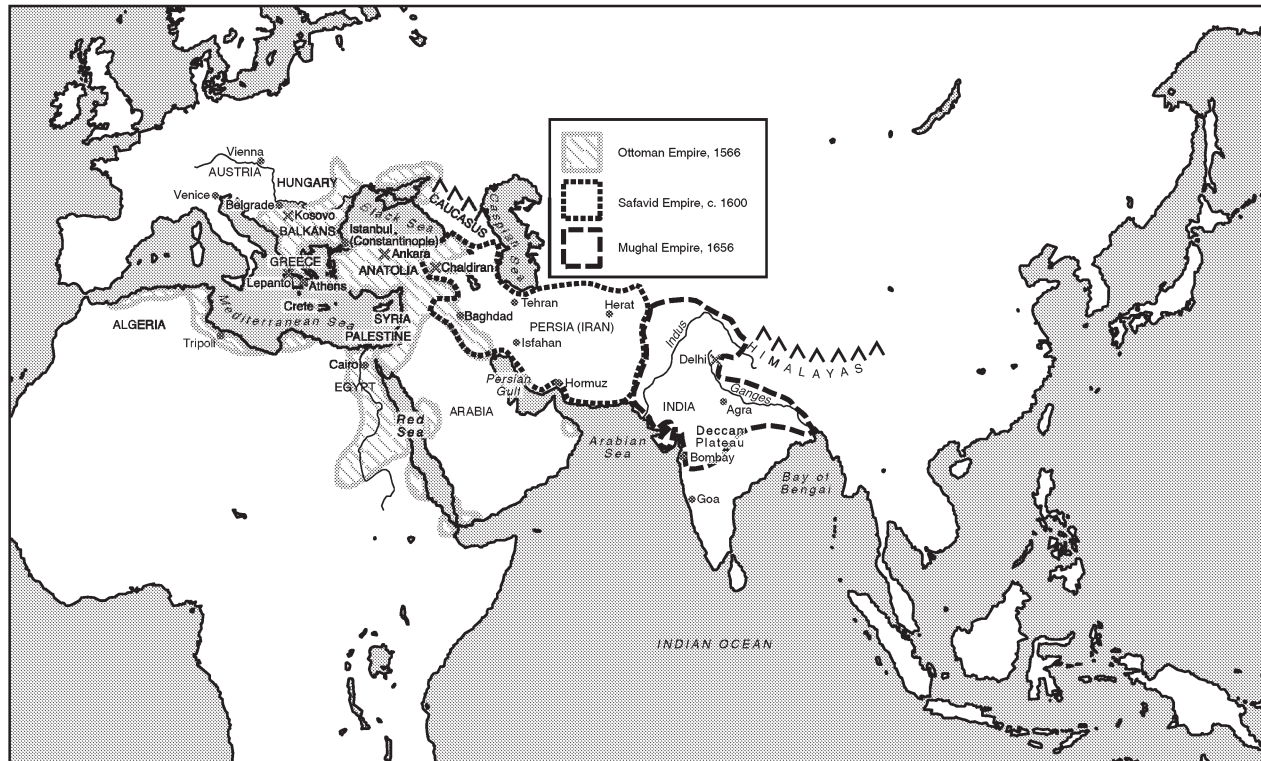 Ottoman Empire, 1566
Safavid Empire, c. 1600
Mughal Empire, 1656
Vienna
AUSTRIA
HUNGARY
Venice
Belgrade
Kosovo
BALKANS
Black Sea
CAUCASUS
Caspian Sea
Istanbul
(Constantinople)
Ankara
GREECE
ANATOLIA
Chaldiran
Lepanto
Athens
Crete
Mediterranean Sea
ALGERIA
Tripoli
SYRIA
PALESTINE
Baghdad
Tehran
Herat
PERSIA (IRAN)
Isfahan
Cairo
EGYPT
Persian
Gulf
Hormuz
ARABIA
Red
Sea
Indus
Delhi
HIMALAYAS
Ganges
INDIA
Agra
Arabian
Sea
Deccan
Plateau
Bombay
Goa
Bay of
Bengal
INDIAN OCEAN